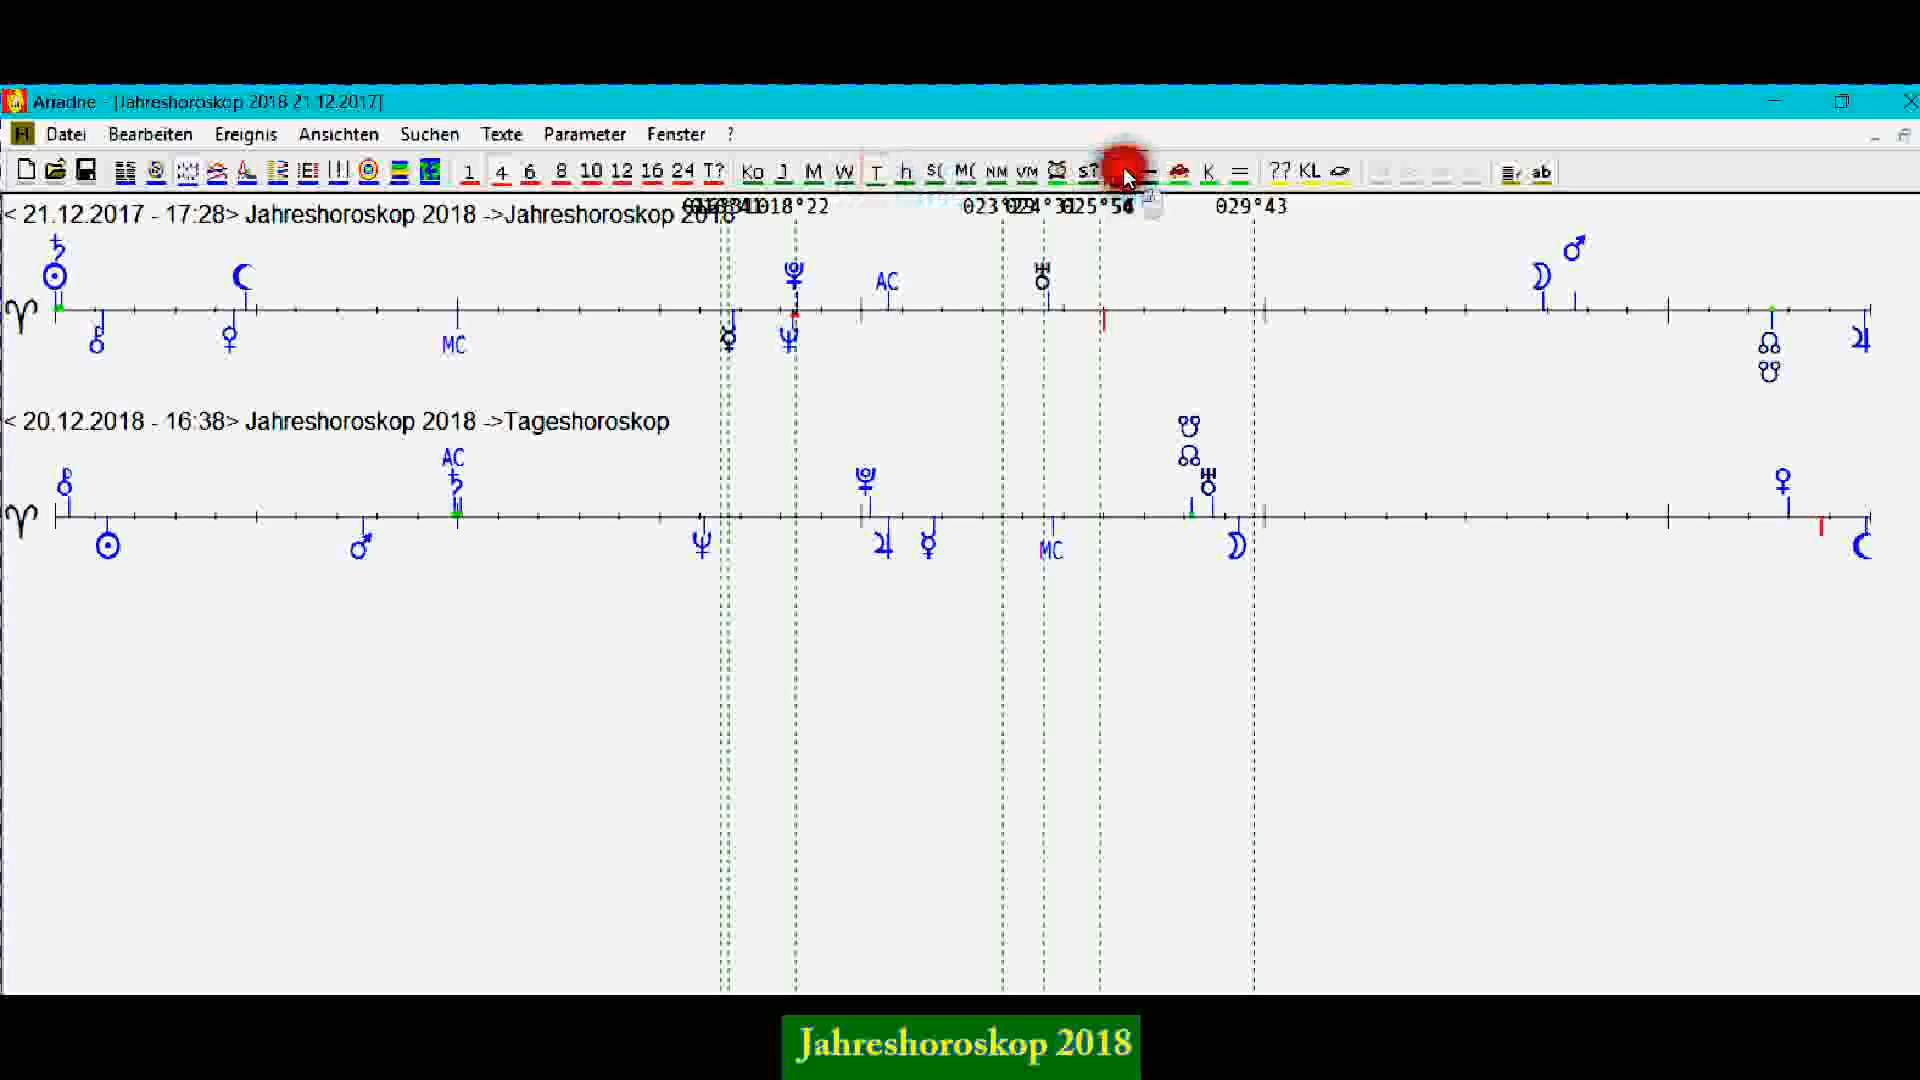 Ariadne - [Jahreshoroskop 2018 21.12.2017]
Datei Bearbeiten Ereignis Ansichten Suchen Texte Parameter Fenster ?
1 4 6 8 10 12 16 24 T? Ko J M W T h S( M( NM VM s? K = ?? KL ab
< 21.12.2017 - 17:28> Jahreshoroskop 2018 ->Jahreshoroskop 2018
018°22 029°43
AC
MC
< 20.12.2018 - 16:38> Jahreshoroskop 2018 ->Tageshoroskop
AC
MC
Jahreshoroskop 2018